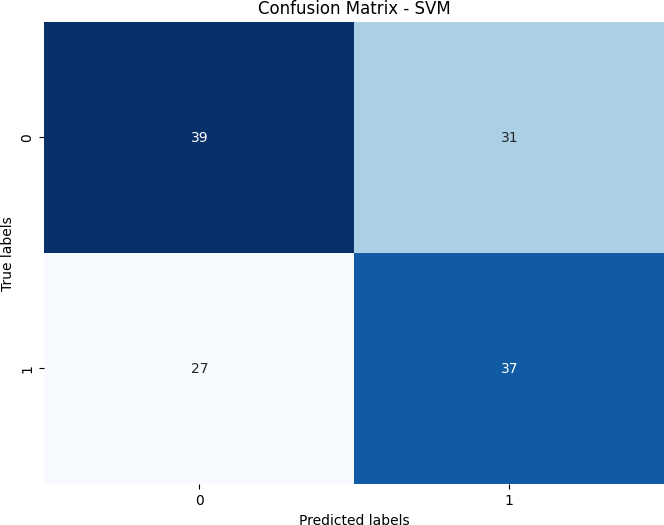 Confusion Matrix - SVM
True labels
0
39
31
1
27
37
0
1
Predicted labels